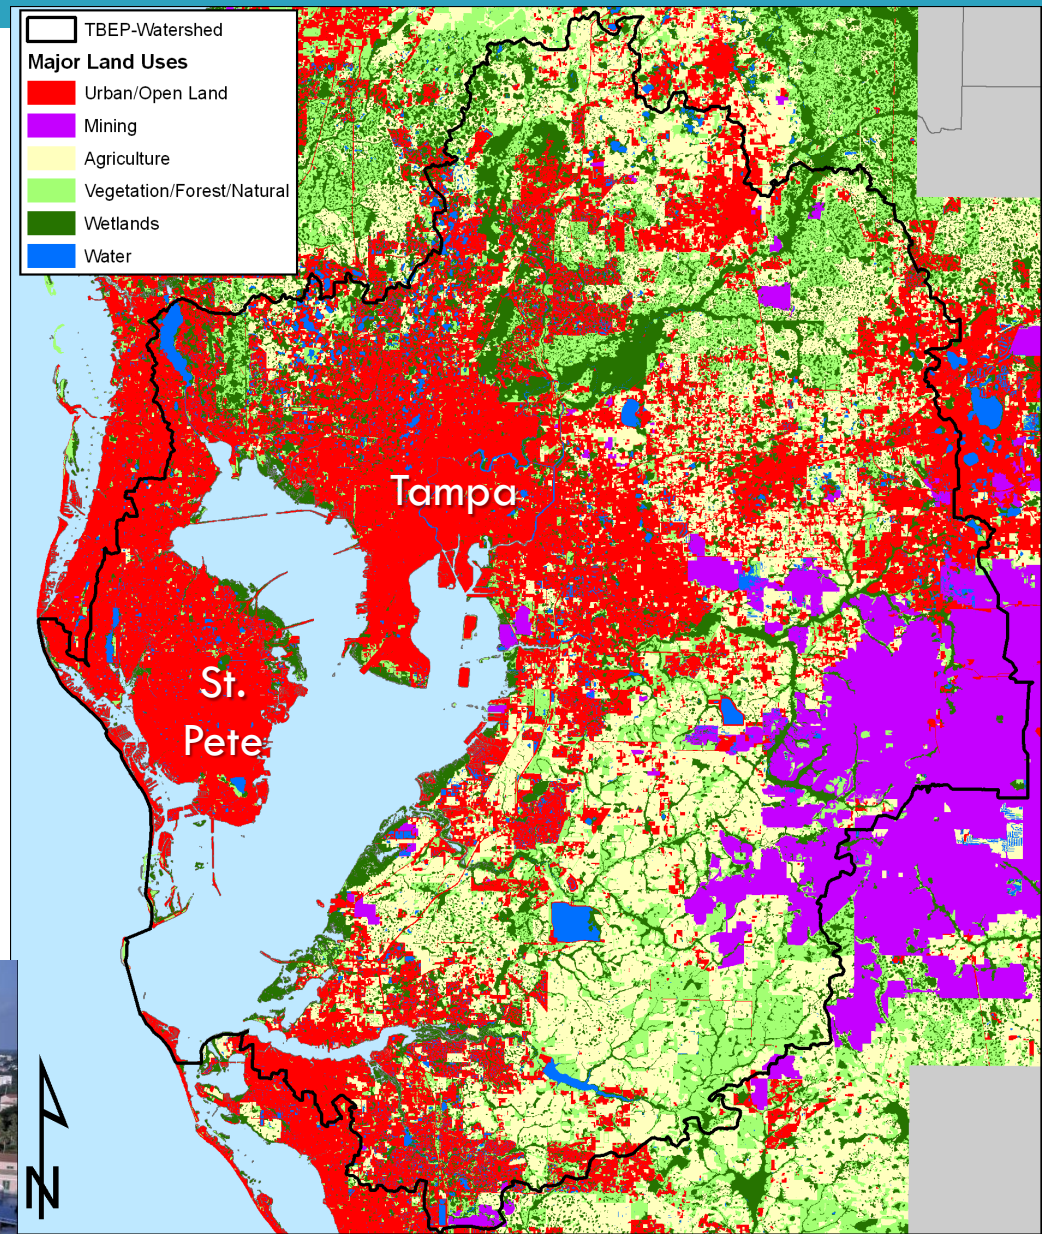 TBEP-Watershed
Major Land Uses
Urban/Open Land
Mining
Agriculture
Vegetation/Forest/Natural
Wetlands
Water
Tampa
St.
Pete
N